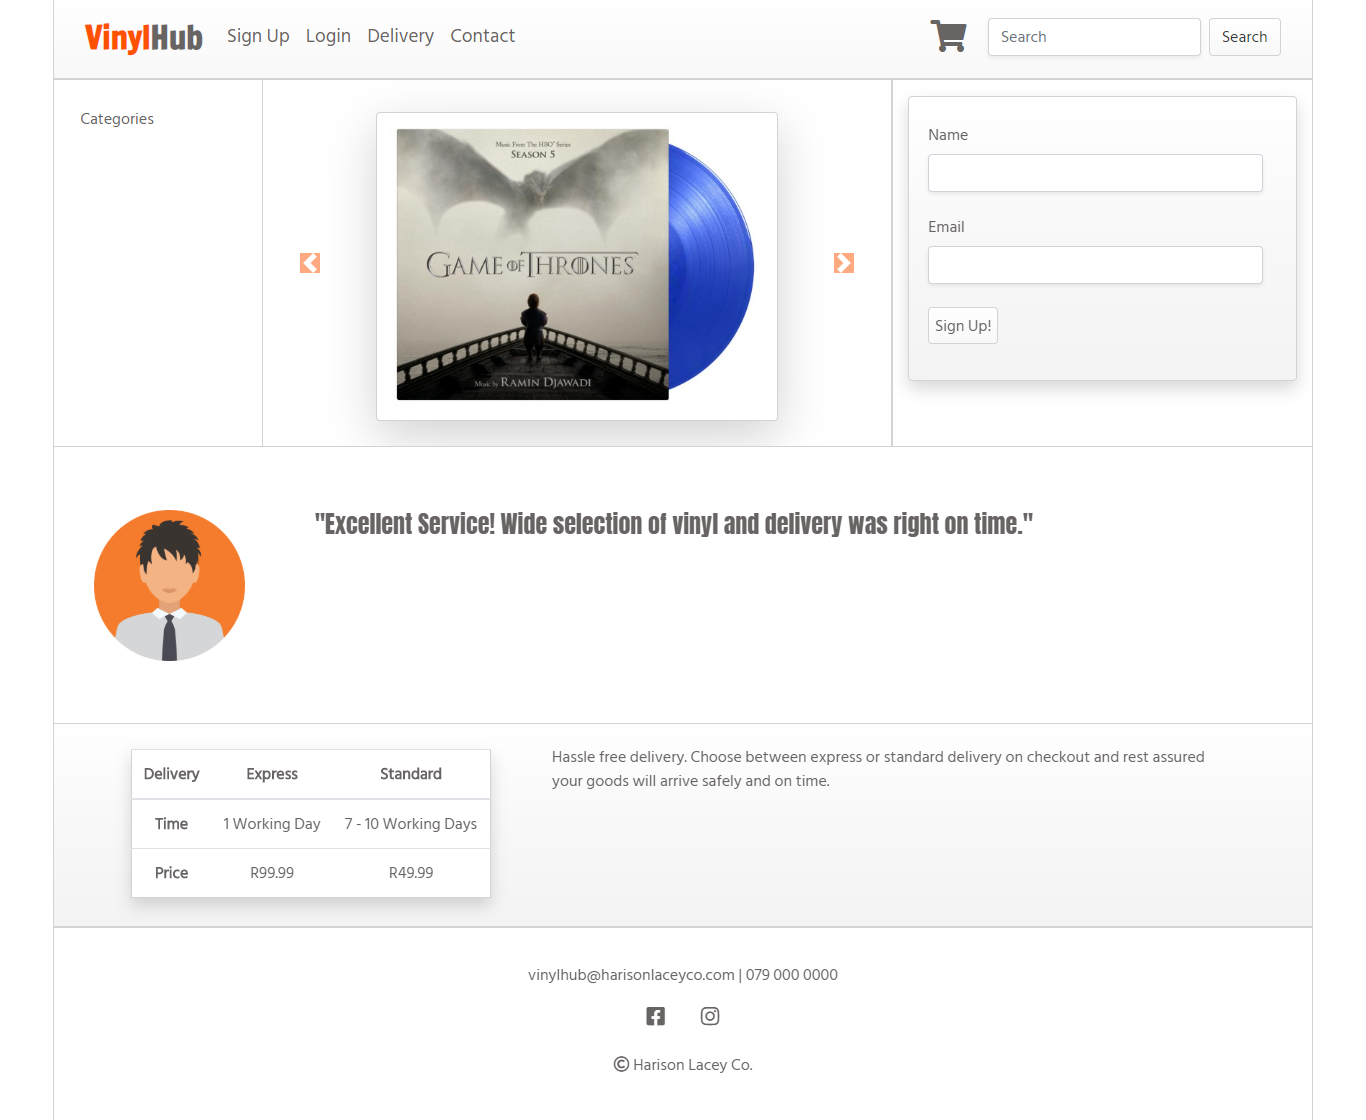 VinylHub Sign Up Login Delivery Contact Search Search
Categories
Music From The HBO® Series
SEASON 5
GAME OF THRONES
Music by RAMIN DJAWADI
Name
Email
Sign Up!
"Excellent Service! Wide selection of vinyl and delivery was right on time."
Delivery Express Standard
Time 1 Working Day 7 - 10 Working Days
Price R99.99 R49.99
Hassle free delivery. Choose between express or standard delivery on checkout and rest assured
your goods will arrive safely and on time.
vinylhub@harisonlaceyco.com | 079 000 0000
© Harison Lacey Co.